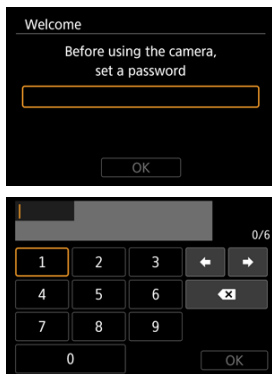 Welcome
Before using the camera,
set a password
OK
0/6
1 2 3
4 5 6
7 8 9
0 OK